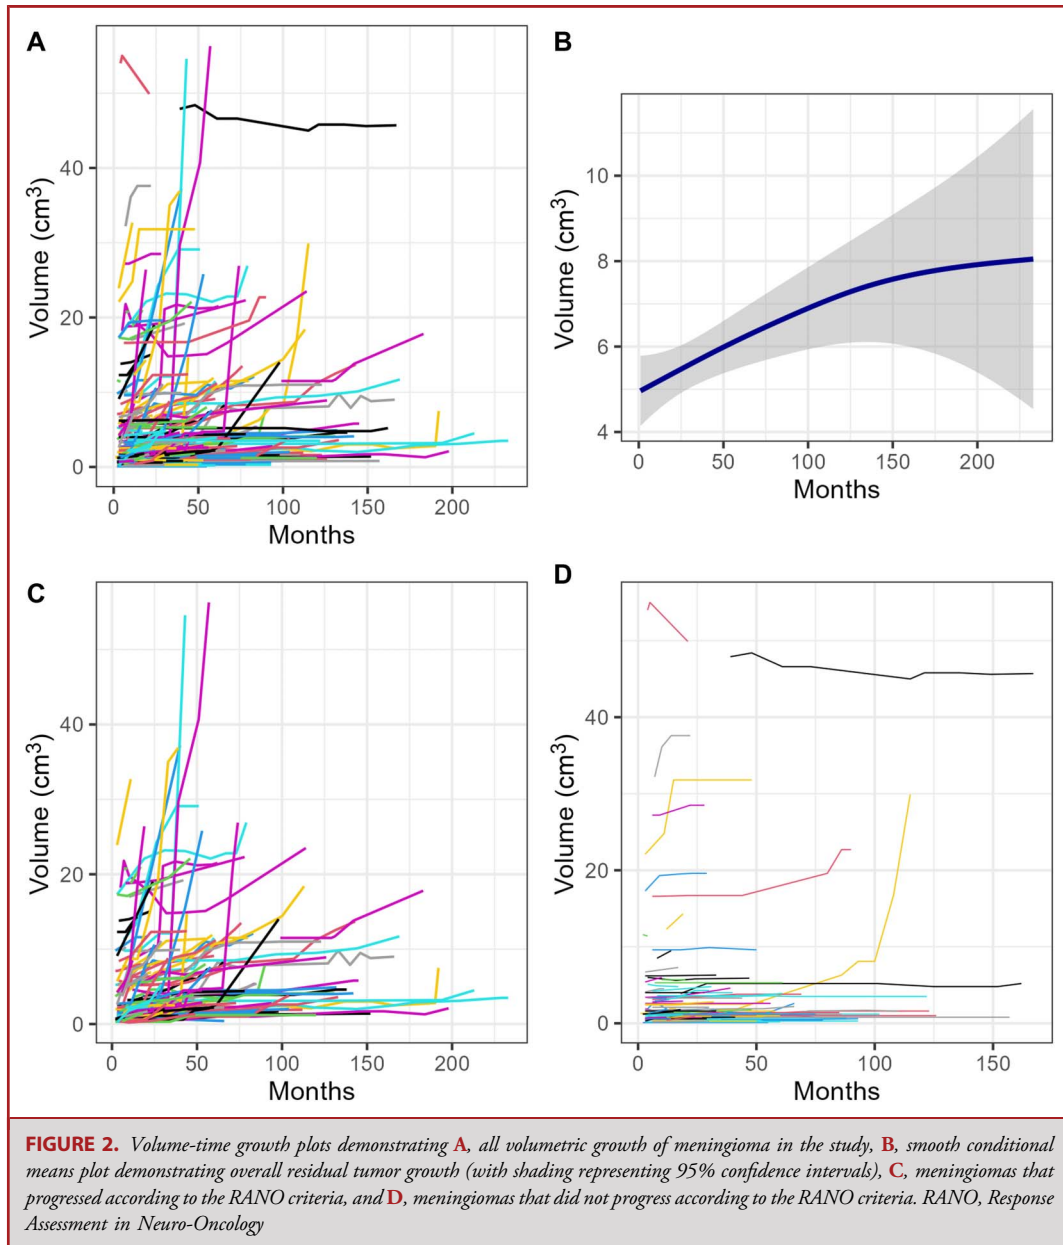 A
Volume (cm³)
40
20
0
0 50 100 150 200
Months
B
Volume (cm³)
10
8
6
4
0 50 100 150 200
Months
C
Volume (cm³)
40
20
0
0 50 100 150 200
Months
D
Volume (cm³)
40
20
0
0 50 100 150
Months
FIGURE 2. Volume-time growth plots demonstrating A, all volumetric growth of meningioma in the study, B, smooth conditional
means plot demonstrating overall residual tumor growth (with shading representing 95% confidence intervals), C, meningiomas that
progressed according to the RANO criteria, and D, meningiomas that did not progress according to the RANO criteria. RANO, Response
Assessment in Neuro-Oncology